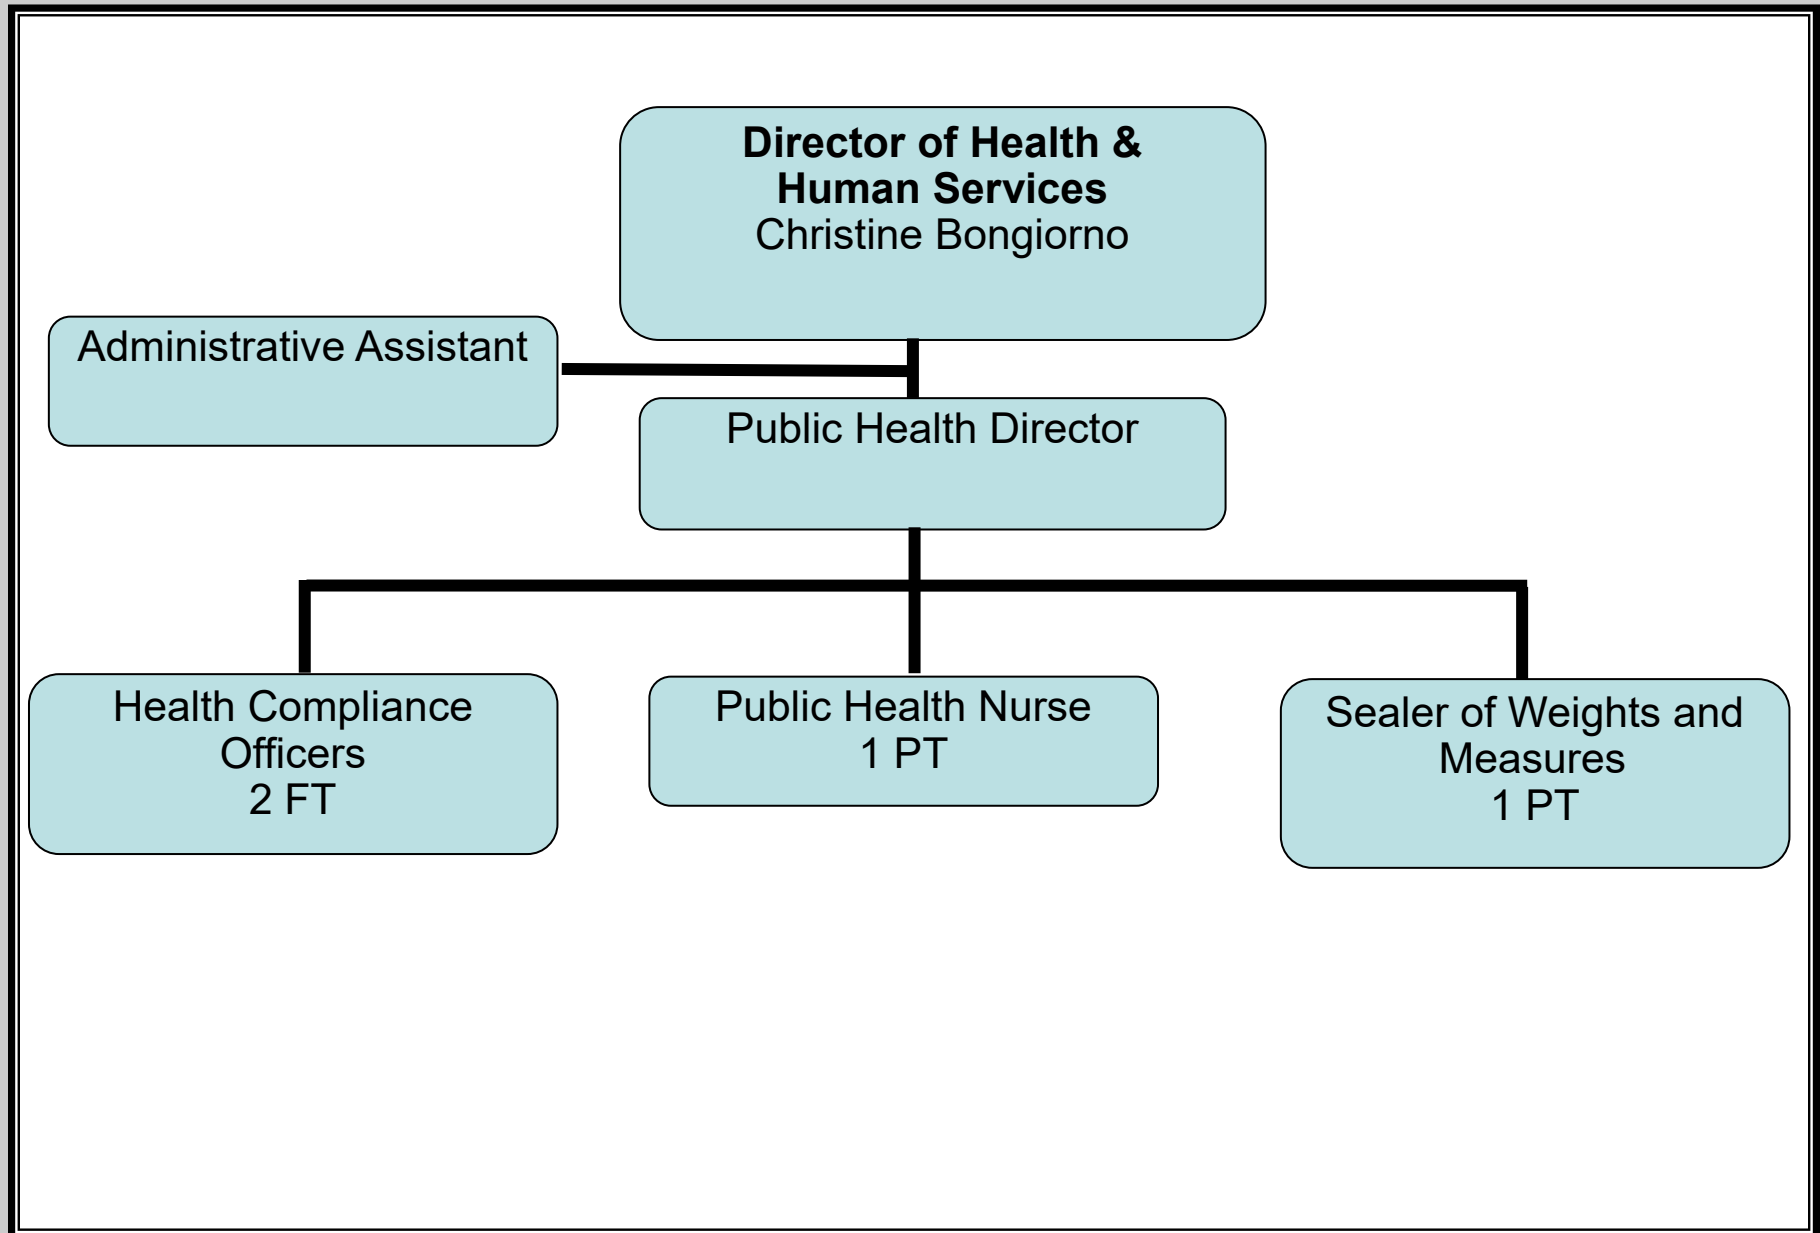 Director of Health &
Human Services
Christine Bongiorno
Administrative Assistant
Public Health Director
Health Compliance
Officers
2 FT
Public Health Nurse
1 PT
Sealer of Weights and
Measures
1 PT